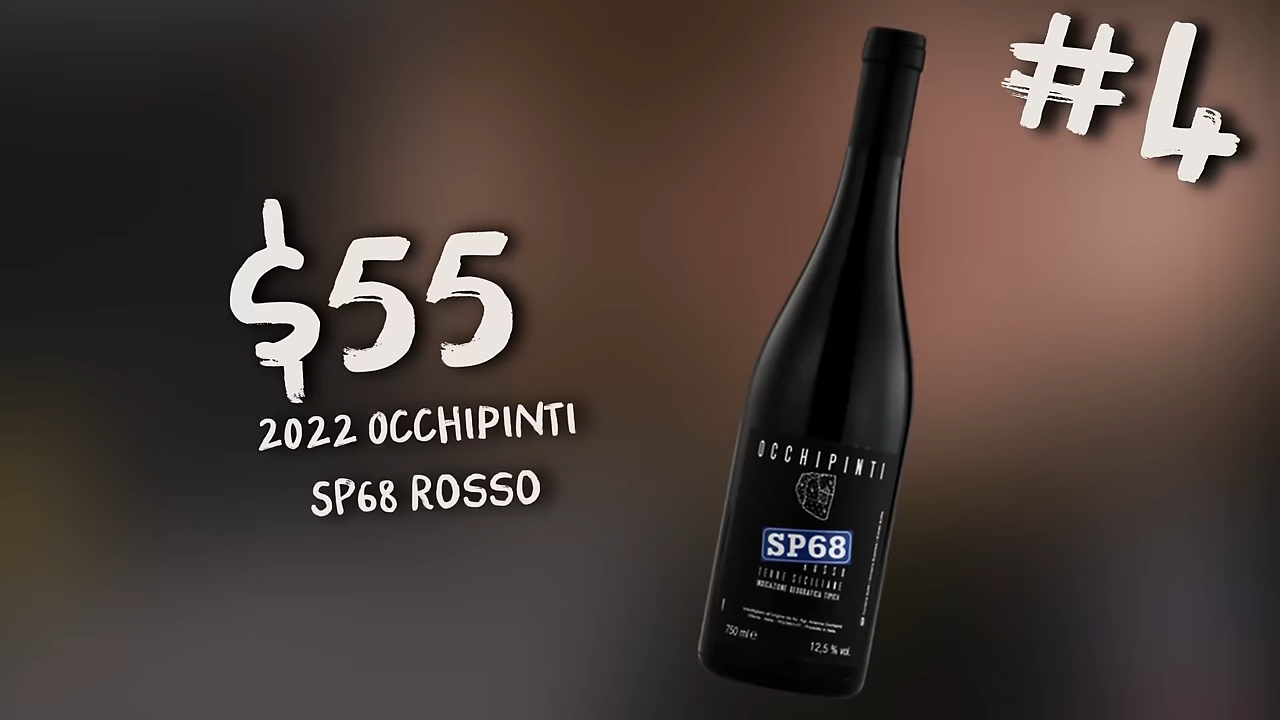 #4
$55
2022 OCCHIPINTI
SP68 ROSSO
OCCHIPINTI
SP68
ROSSO
TERRE SICILIANE
INDICAZIONE GEOGRAFICA TIPICA
750 ml e
12,5 % vol.